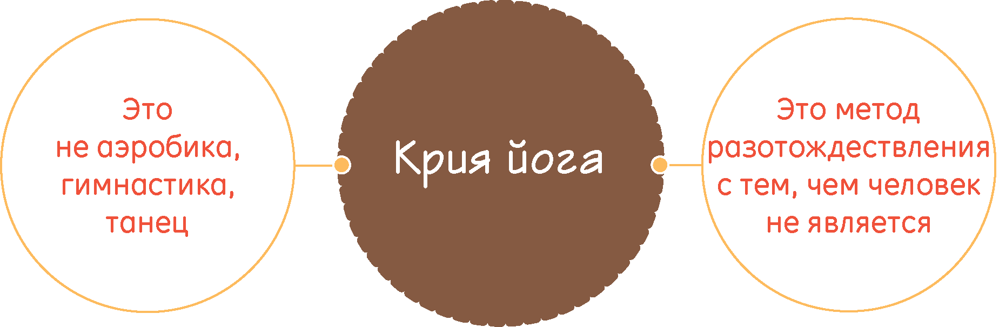 Это
не аэробика,
гимнастика,
танец
Крия йога
Это метод
разотождествления
с тем, чем человек
не является